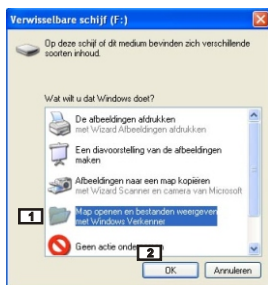 Verwisselbare schijf (F:)
Op deze schijf of dit medium bevinden zich verschillende
soorten inhoud.
Wat wilt u dat Windows doet?
De afbeeldingen afdrukken
met Wizard Afbeeldingen afdrukken
Een diavoorstelling van de afbeeldingen
maken
Afbeeldingen naar een map kopiëren
met Wizard Scanner en camera van Microsoft
1
Map openen en bestanden weergeven
met Windows Verkenner
Geen actie
2
OK
Annuleren